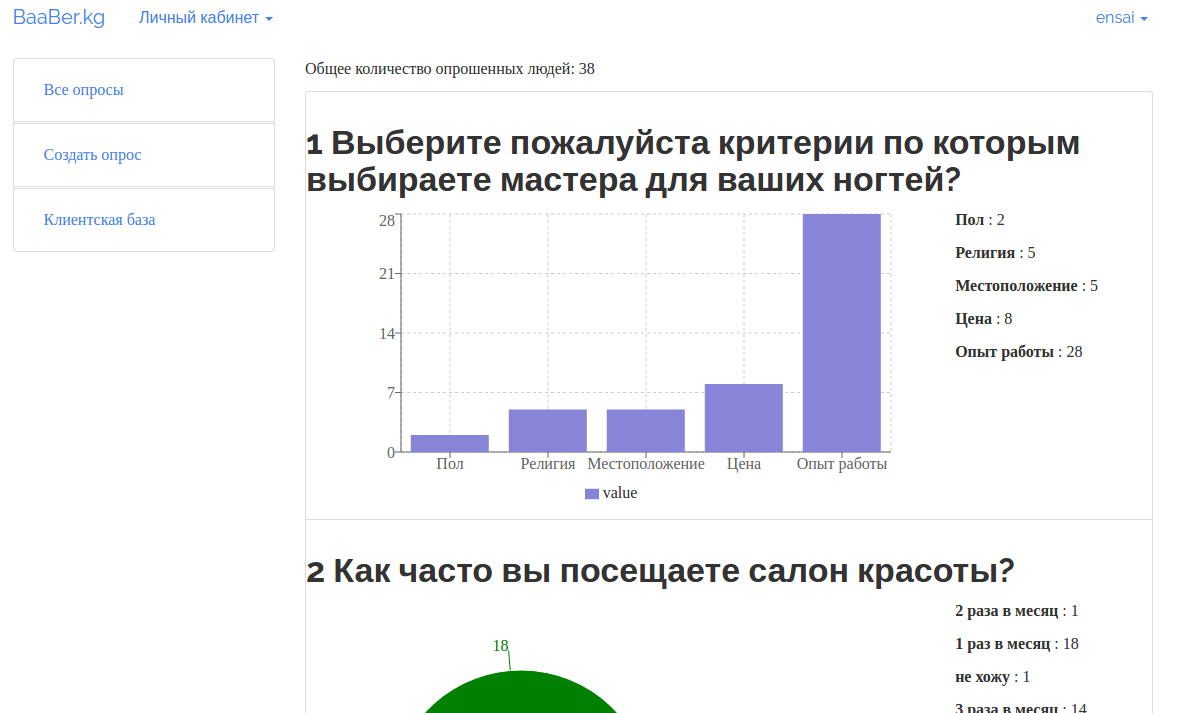 BaaBer.kg Личный кабинет ensai
Все опросы
Создать опрос
Клиентская база
Общее количество опрошенных людей: 38
1 Выберите пожалуйста критерии по которым
выбираете мастера для ваших ногтей?
28
21
14
7
0
Пол Религия Местоположение Цена Опыт работы
value
Пол : 2
Религия : 5
Местоположение : 5
Цена : 8
Опыт работы : 28
2 Как часто вы посещаете салон красоты?
18
2 раза в месяц : 1
1 раз в месяц : 18
не хожу : 1
3 раза в месяц : 14